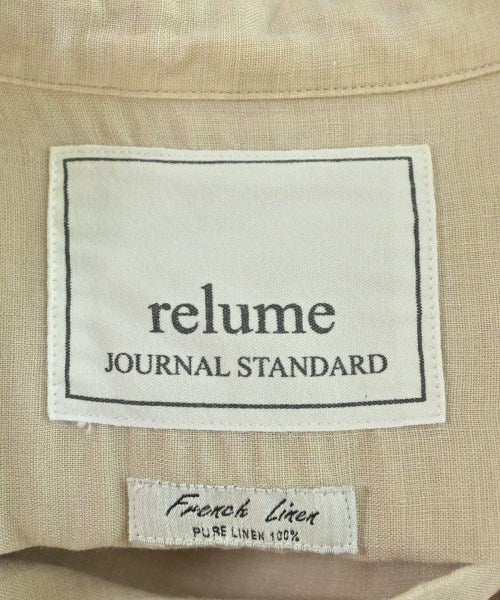 relume
JOURNAL STANDARD
French Linen
PURE LINEN 100%